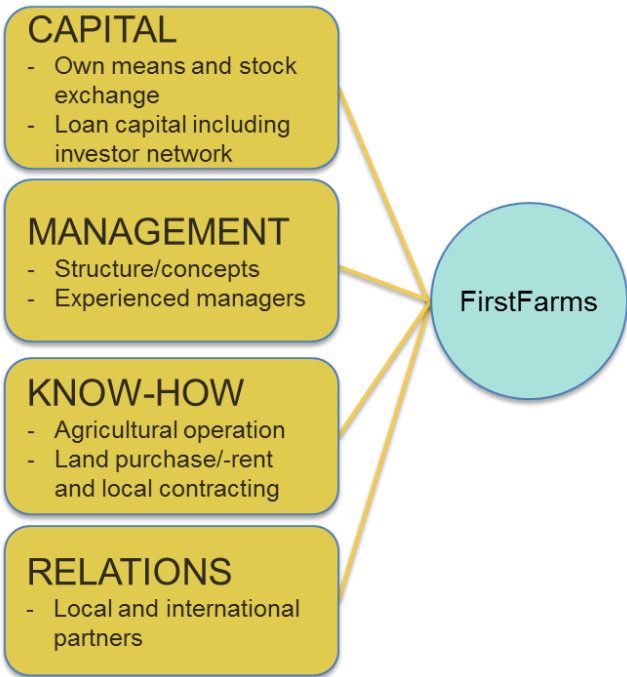 CAPITAL
- Own means and stock
exchange
- Loan capital including
investor network
MANAGEMENT
- Structure/concepts
- Experienced managers
KNOW-HOW
- Agricultural operation
- Land purchase/-rent
and local contracting
RELATIONS
- Local and international
partners
FirstFarms